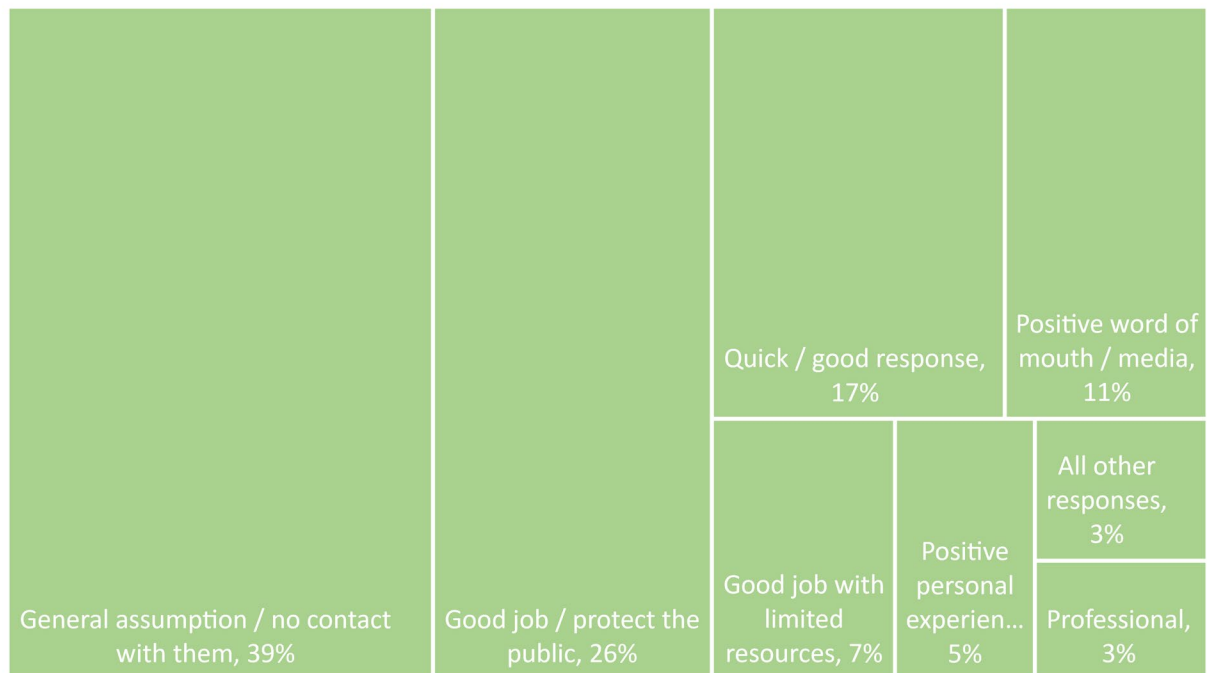 General assumption / no contact
with them, 39%
Good job / protect the
public, 26%
Quick / good response,
17%
Positive word of
mouth / media,
11%
Good job with
limited
resources, 7%
Positive
personal
experien...
5%
All other
responses,
3%
Professional,
3%